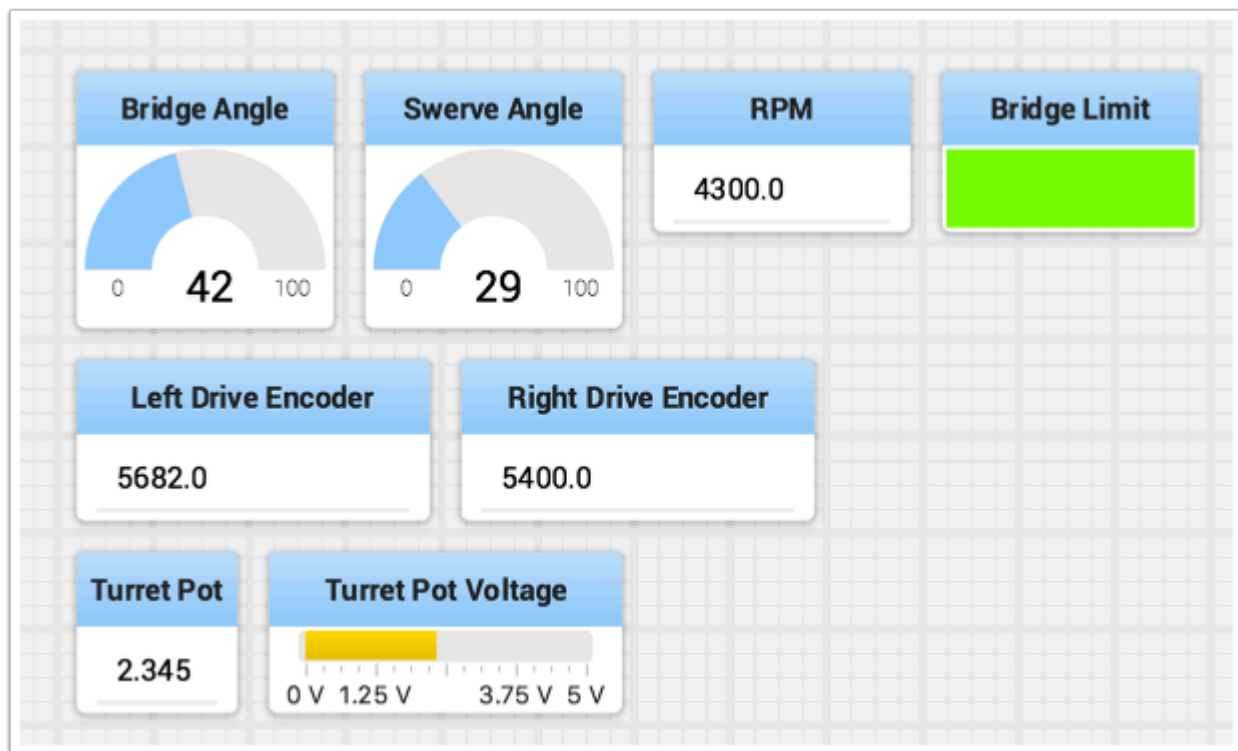 Bridge Angle
Swerve Angle
RPM
Bridge Limit
4300.0
0 42 100
0 29 100
Left Drive Encoder
Right Drive Encoder
5682.0
5400.0
Turret Pot
Turret Pot Voltage
2.345
0 V 1.25 V 3.75 V 5 V